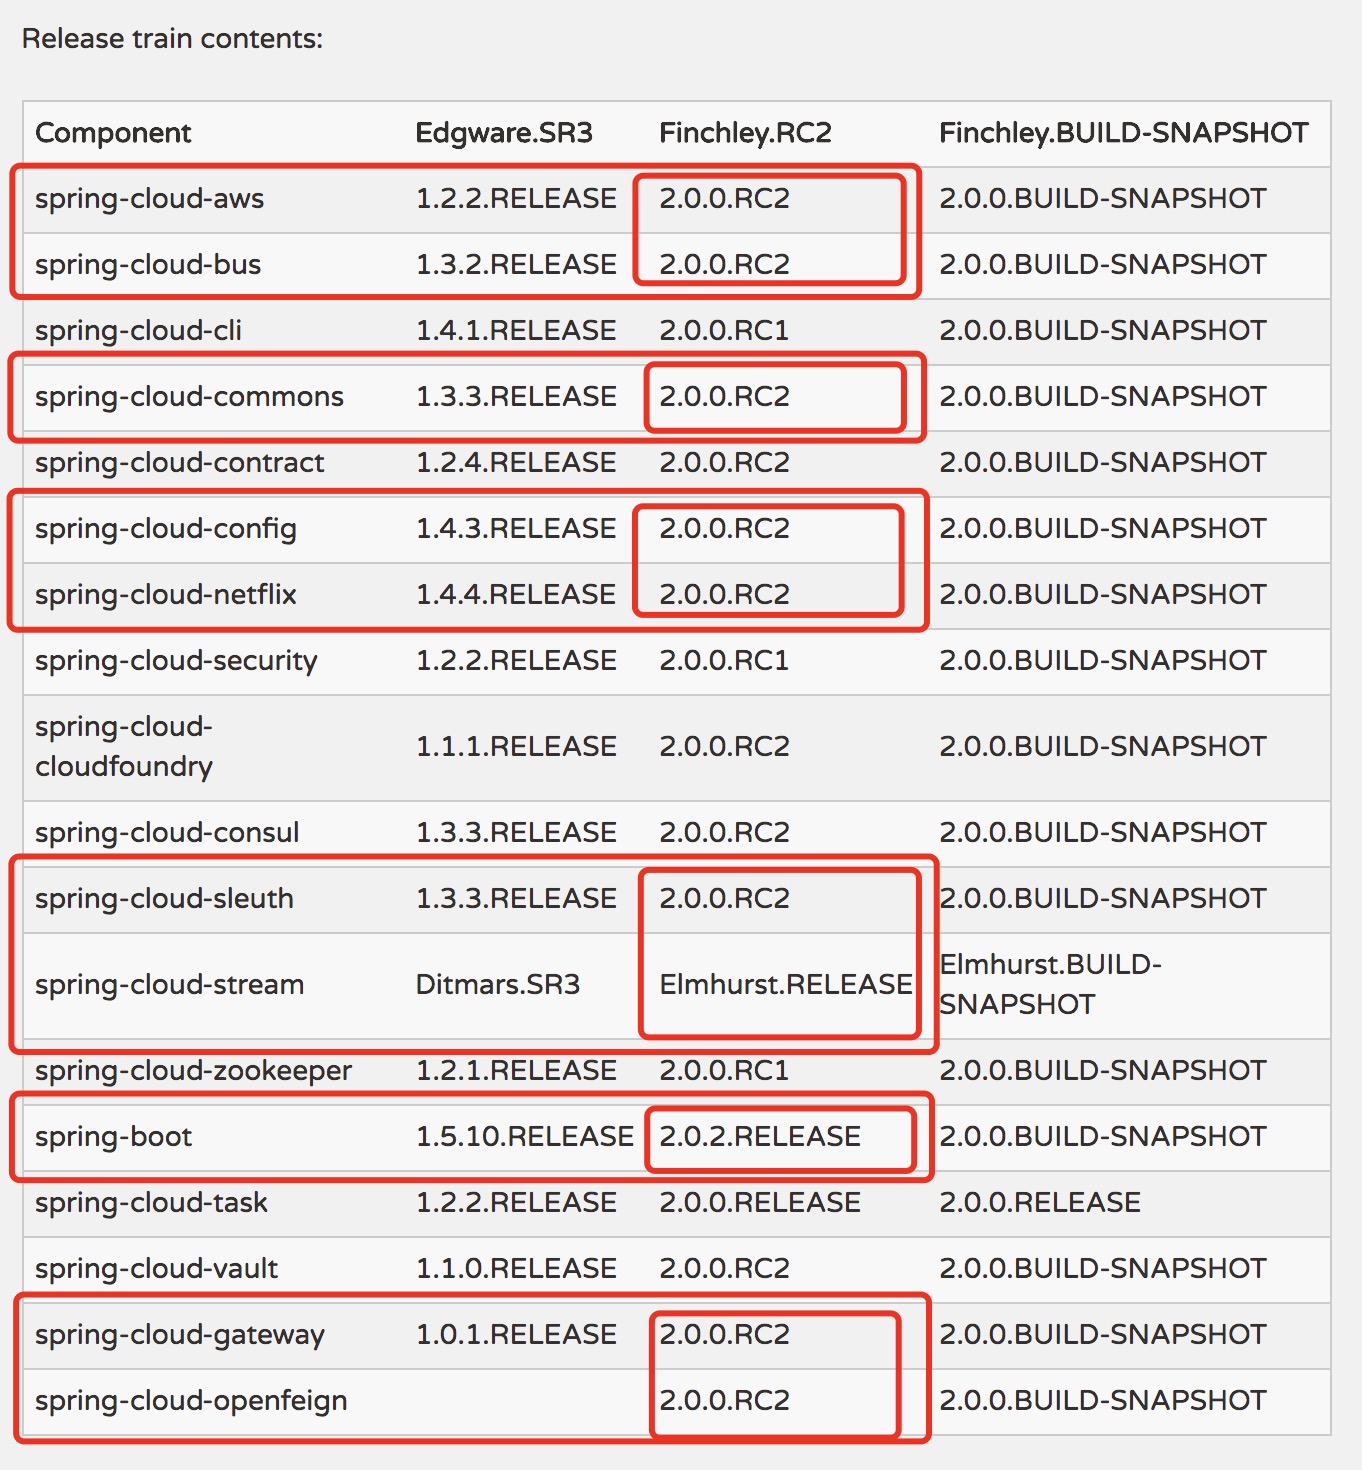 Release train contents:
Component Edgware.SR3 Finchley.RC2 Finchley.BUILD-SNAPSHOT
spring-cloud-aws 1.2.2.RELEASE 2.0.0.RC2 2.0.0.BUILD-SNAPSHOT
spring-cloud-bus 1.3.2.RELEASE 2.0.0.RC2 2.0.0.BUILD-SNAPSHOT
spring-cloud-cli 1.4.1.RELEASE 2.0.0.RC1 2.0.0.BUILD-SNAPSHOT
spring-cloud-commons 1.3.3.RELEASE 2.0.0.RC2 2.0.0.BUILD-SNAPSHOT
spring-cloud-contract 1.2.4.RELEASE 2.0.0.RC2 2.0.0.BUILD-SNAPSHOT
spring-cloud-config 1.4.3.RELEASE 2.0.0.RC2 2.0.0.BUILD-SNAPSHOT
spring-cloud-netflix 1.4.4.RELEASE 2.0.0.RC2 2.0.0.BUILD-SNAPSHOT
spring-cloud-security 1.2.2.RELEASE 2.0.0.RC1 2.0.0.BUILD-SNAPSHOT
spring-cloud-
cloudfoundry 1.1.1.RELEASE 2.0.0.RC2 2.0.0.BUILD-SNAPSHOT
spring-cloud-consul 1.3.3.RELEASE 2.0.0.RC2 2.0.0.BUILD-SNAPSHOT
spring-cloud-sleuth 1.3.3.RELEASE 2.0.0.RC2 2.0.0.BUILD-SNAPSHOT
spring-cloud-stream Ditmars.SR3 Elmhurst.RELEASE Elmhurst.BUILD-
SNAPSHOT
spring-cloud-zookeeper 1.2.1.RELEASE 2.0.0.RC1 2.0.0.BUILD-SNAPSHOT
spring-boot 1.5.10.RELEASE 2.0.2.RELEASE 2.0.0.BUILD-SNAPSHOT
spring-cloud-task 1.2.2.RELEASE 2.0.0.RELEASE 2.0.0.RELEASE
spring-cloud-vault 1.1.0.RELEASE 2.0.0.RC2 2.0.0.BUILD-SNAPSHOT
spring-cloud-gateway 1.0.1.RELEASE 2.0.0.RC2 2.0.0.BUILD-SNAPSHOT
spring-cloud-openfeign 2.0.0.RC2 2.0.0.BUILD-SNAPSHOT